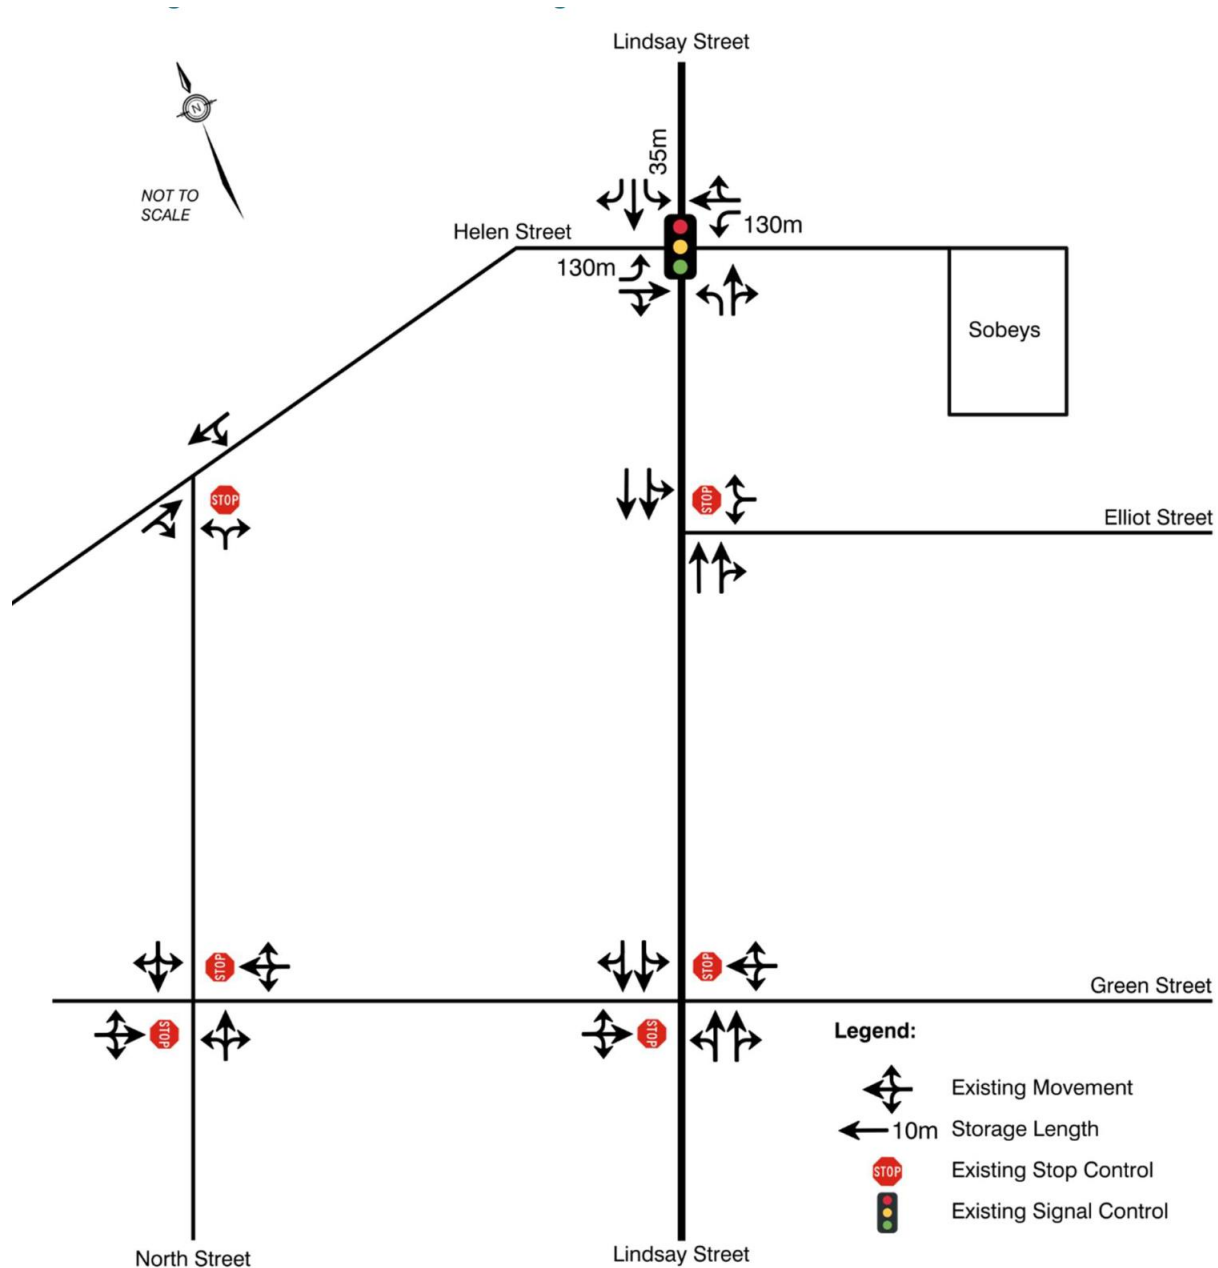 Lindsay Street
N
NOT TO
SCALE
35m
Helen Street
130m
130m
Sobeys
STOP
STOP
Elliot Street
STOP
STOP
Green Street
STOP
STOP
Legend:
Existing Movement
10m Storage Length
STOP Existing Stop Control
Existing Signal Control
North Street
Lindsay Street